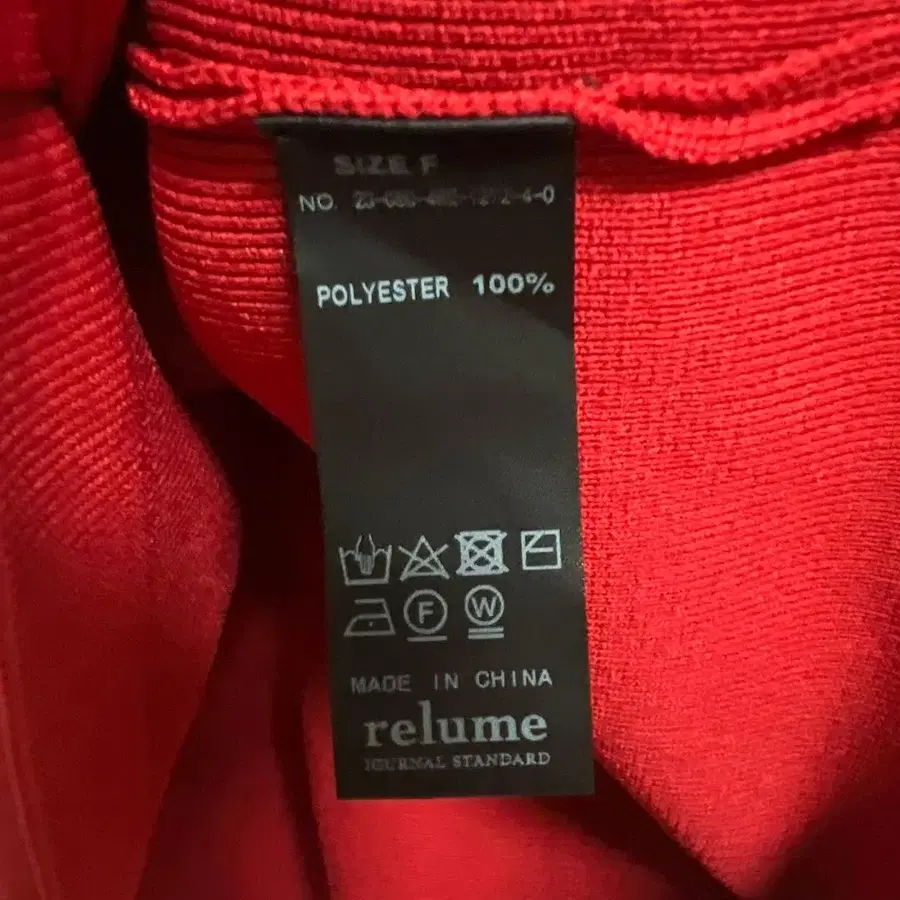 SIZE F
NO.
POLYESTER 100%
F W
MADE IN CHINA
relume
JOURNAL STANDARD